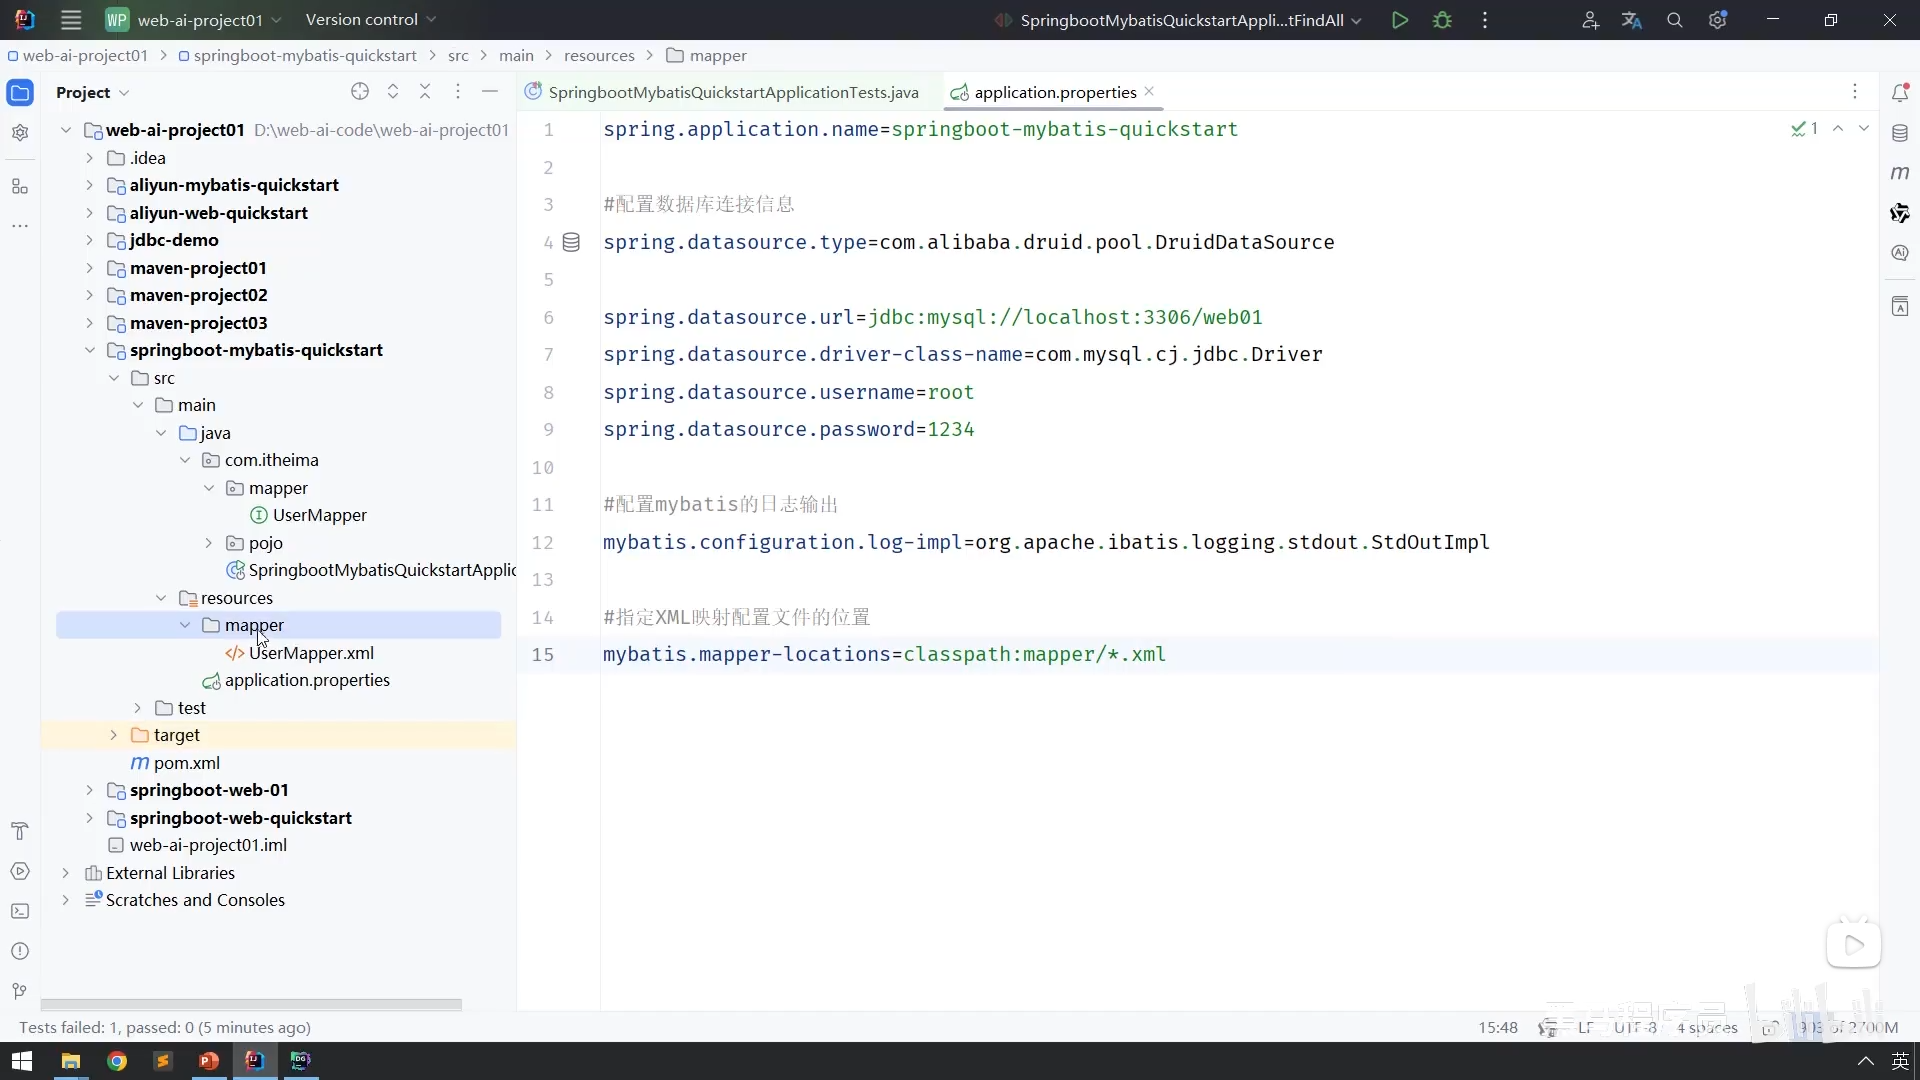 WP web-ai-project01 Version control SpringbootMybatisQuickstartAppli...tFindAll
web-ai-project01 springboot-mybatis-quickstart src main resources mapper
Project
SpringbootMybatisQuickstartApplicationTests.java application.properties
web-ai-project01 D:\web-ai-code\web-ai-project01
.idea
aliyun-mybatis-quickstart
aliyun-web-quickstart
jdbc-demo
maven-project01
maven-project02
maven-project03
springboot-mybatis-quickstart
src
main
java
com.itheima
mapper
UserMapper
pojo
SpringbootMybatisQuickstartApplic
resources
mapper
UserMapper.xml
application.properties
test
target
pom.xml
springboot-web-01
springboot-web-quickstart
web-ai-project01.iml
External Libraries
Scratches and Consoles
1 spring.application.name=springboot-mybatis-quickstart
2
3 #配置数据库连接信息
4 spring.datasource.type=com.alibaba.druid.pool.DruidDataSource
5
6 spring.datasource.url=jdbc:mysql://localhost:3306/web01
7 spring.datasource.driver-class-name=com.mysql.cj.jdbc.Driver
8 spring.datasource.username=root
9 spring.datasource.password=1234
10
11 #配置mybatis的日志输出
12 mybatis.configuration.log-impl=org.apache.ibatis.logging.stdout.StdOutImpl
13
14 #指定XML映射配置文件的位置
15 mybatis.mapper-locations=classpath:mapper/*.xml
1
Tests failed: 1, passed: 0 (5 minutes ago)
15:48 LF UTF-8 4 spaces
英